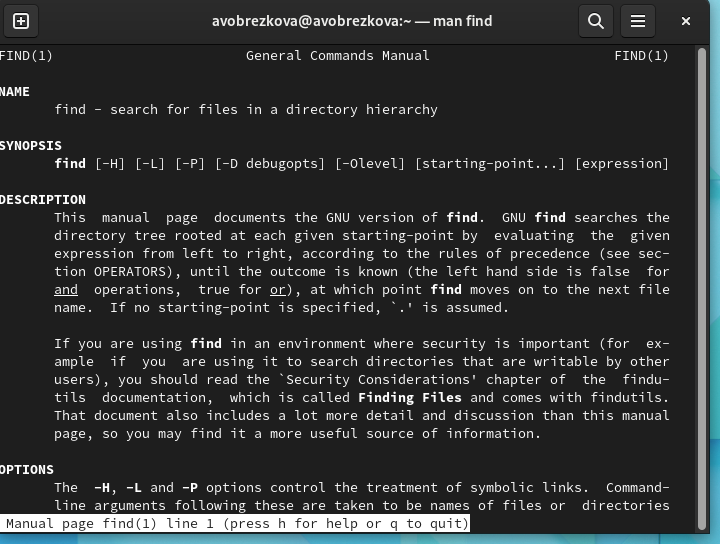 avobrezkova@avobrezkova:~ — man find
FIND(1) General Commands Manual FIND(1)
NAME
find - search for files in a directory hierarchy
SYNOPSIS
find [-H] [-L] [-P] [-D debugopts] [-Olevel] [starting-point...] [expression]
DESCRIPTION
This manual page documents the GNU version of find. GNU find searches the
directory tree rooted at each given starting-point by evaluating the given
expression from left to right, according to the rules of precedence (see sec-
tion OPERATORS), until the outcome is known (the left hand side is false for
and operations, true for or), at which point find moves on to the next file
name. If no starting-point is specified, `.' is assumed.
If you are using find in an environment where security is important (for ex-
ample if you are using it to search directories that are writable by other
users), you should read the `Security Considerations' chapter of the findu-
tils documentation, which is called Finding Files and comes with findutils.
That document also includes a lot more detail and discussion than this manual
page, so you may find it a more useful source of information.
OPTIONS
The -H, -L and -P options control the treatment of symbolic links. Command-
line arguments following these are taken to be names of files or directories
Manual page find(1) line 1 (press h for help or q to quit)